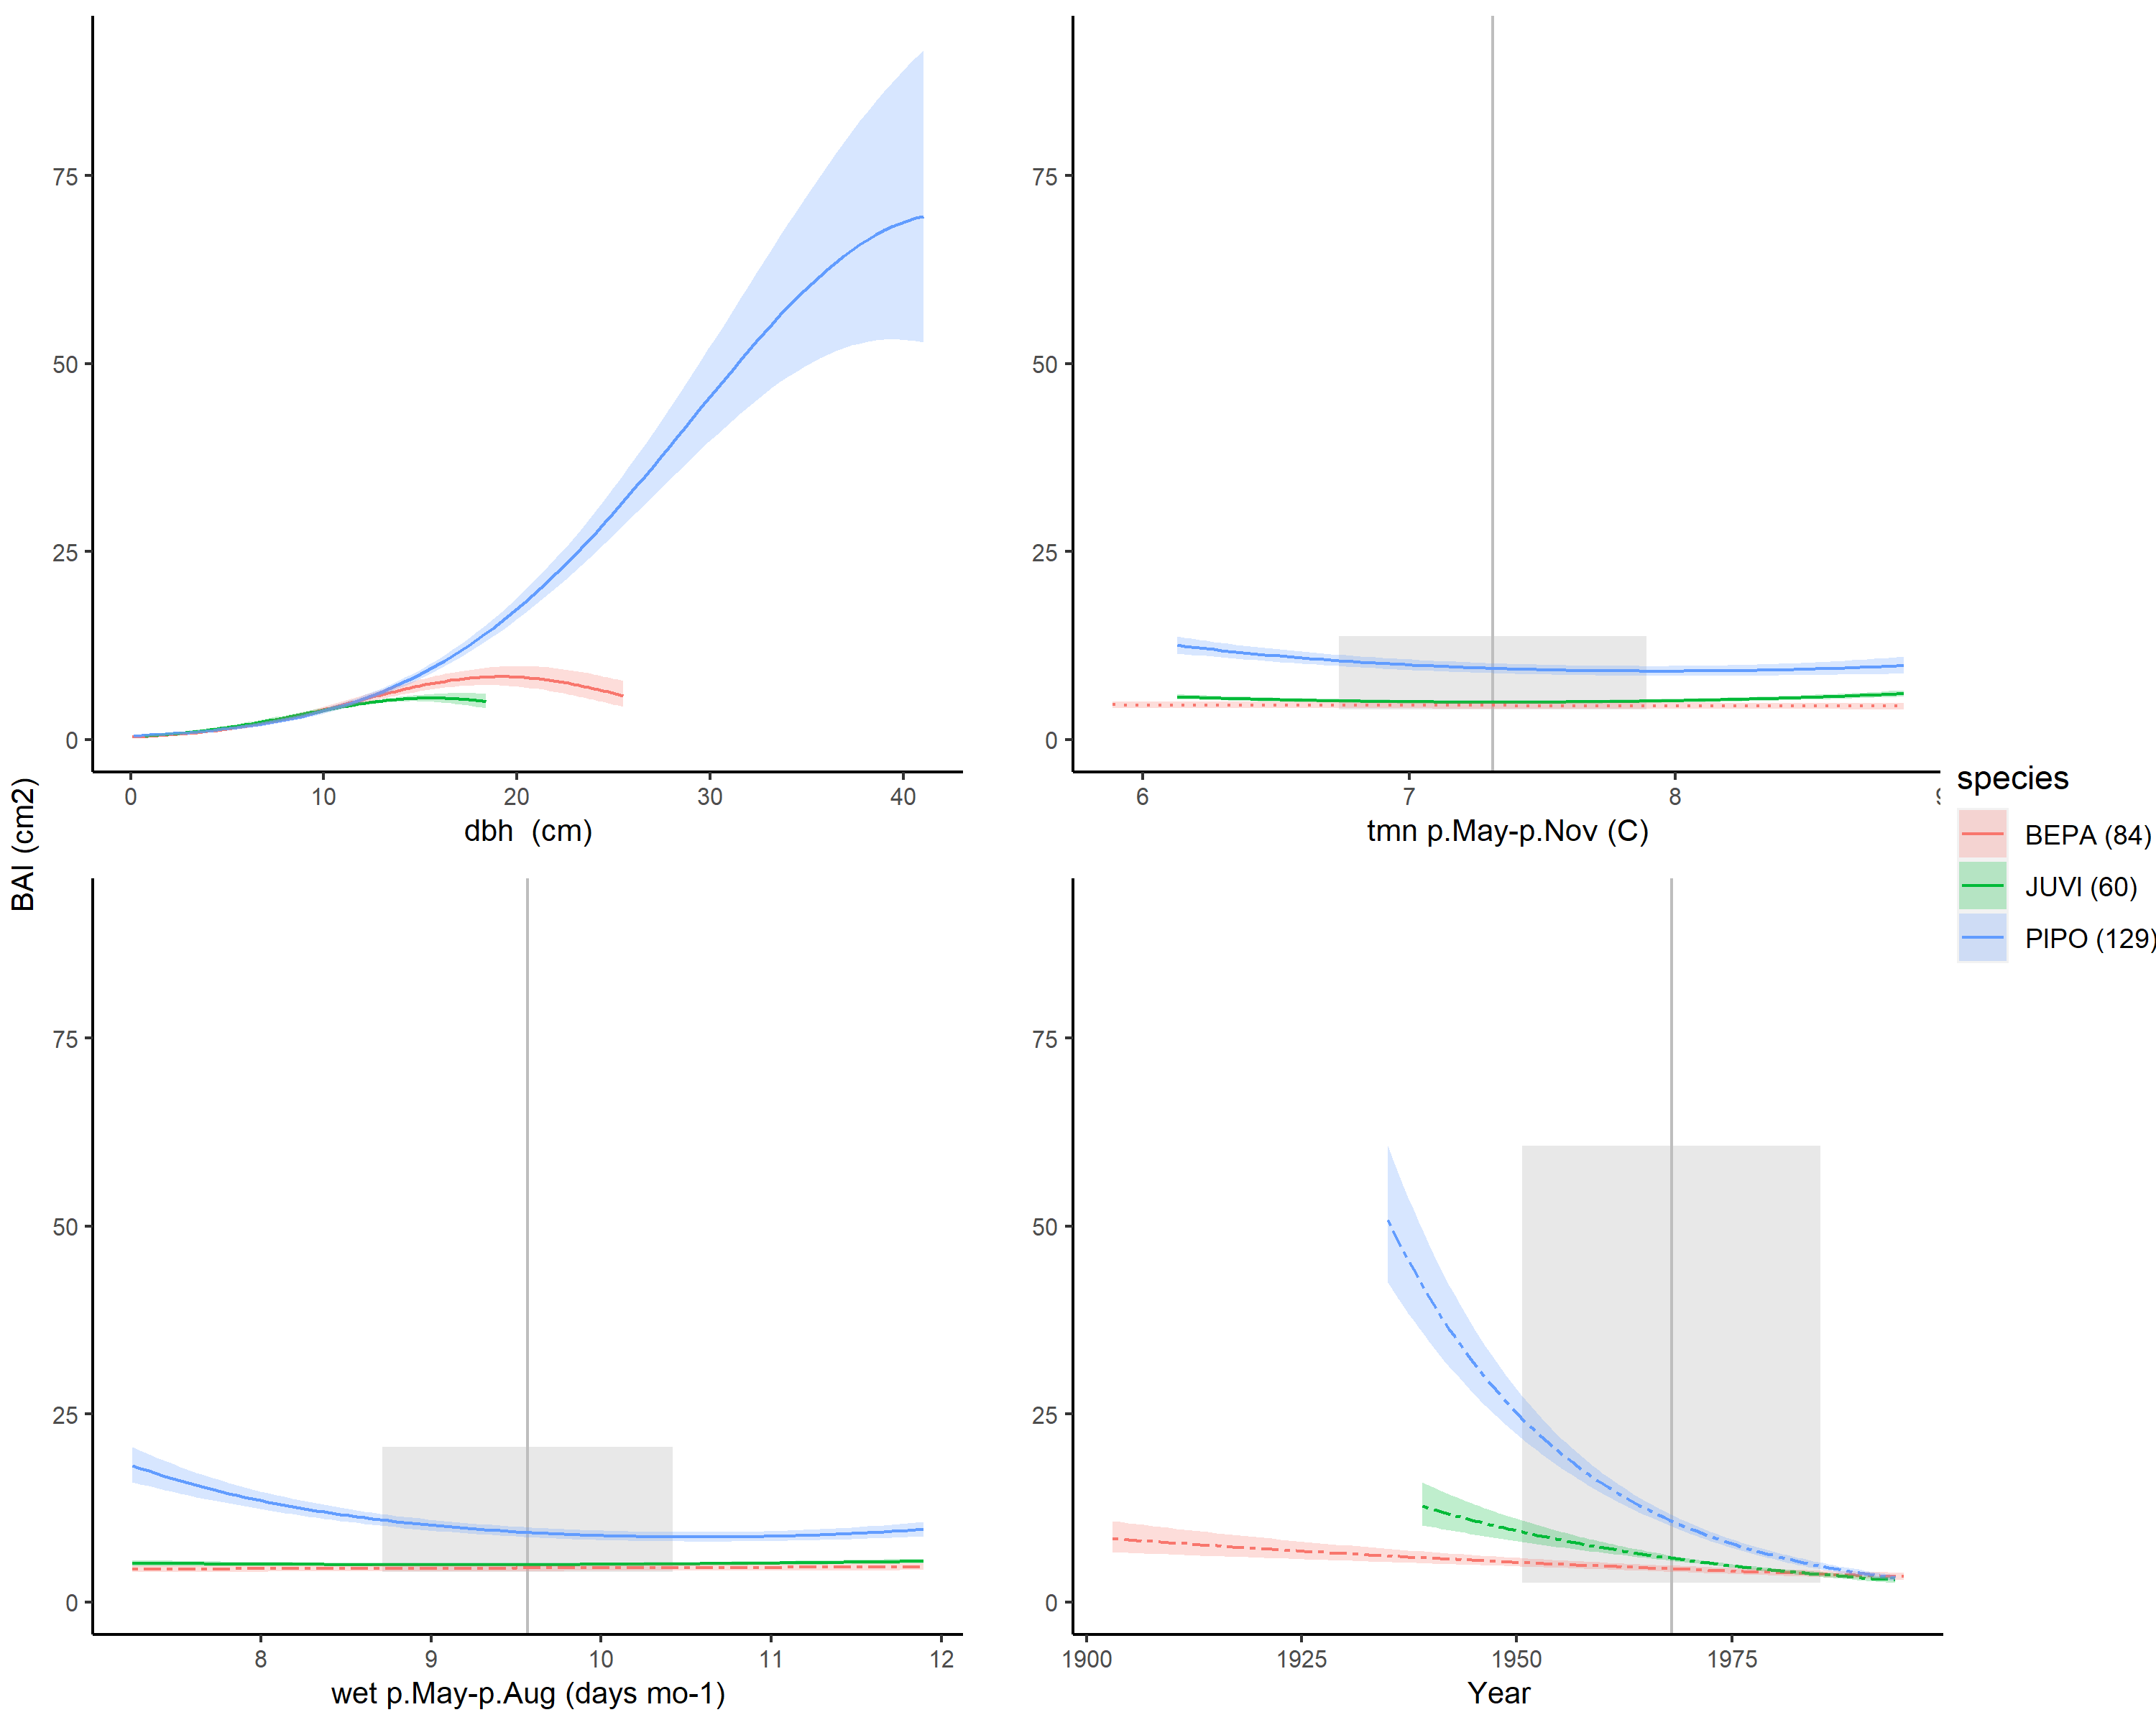 75
50
25
0
0 10 20 30 40
dbh  (cm)
75
50
25
0
6 7 8 9
tmn p.May-p.Nov (C)
BAI (cm2)
75
50
25
0
8 9 10 11 12
wet p.May-p.Aug (days mo-1)
75
50
25
0
1900 1925 1950 1975
Year
species
BEPA (84)
JUVI (60)
PIPO (129)